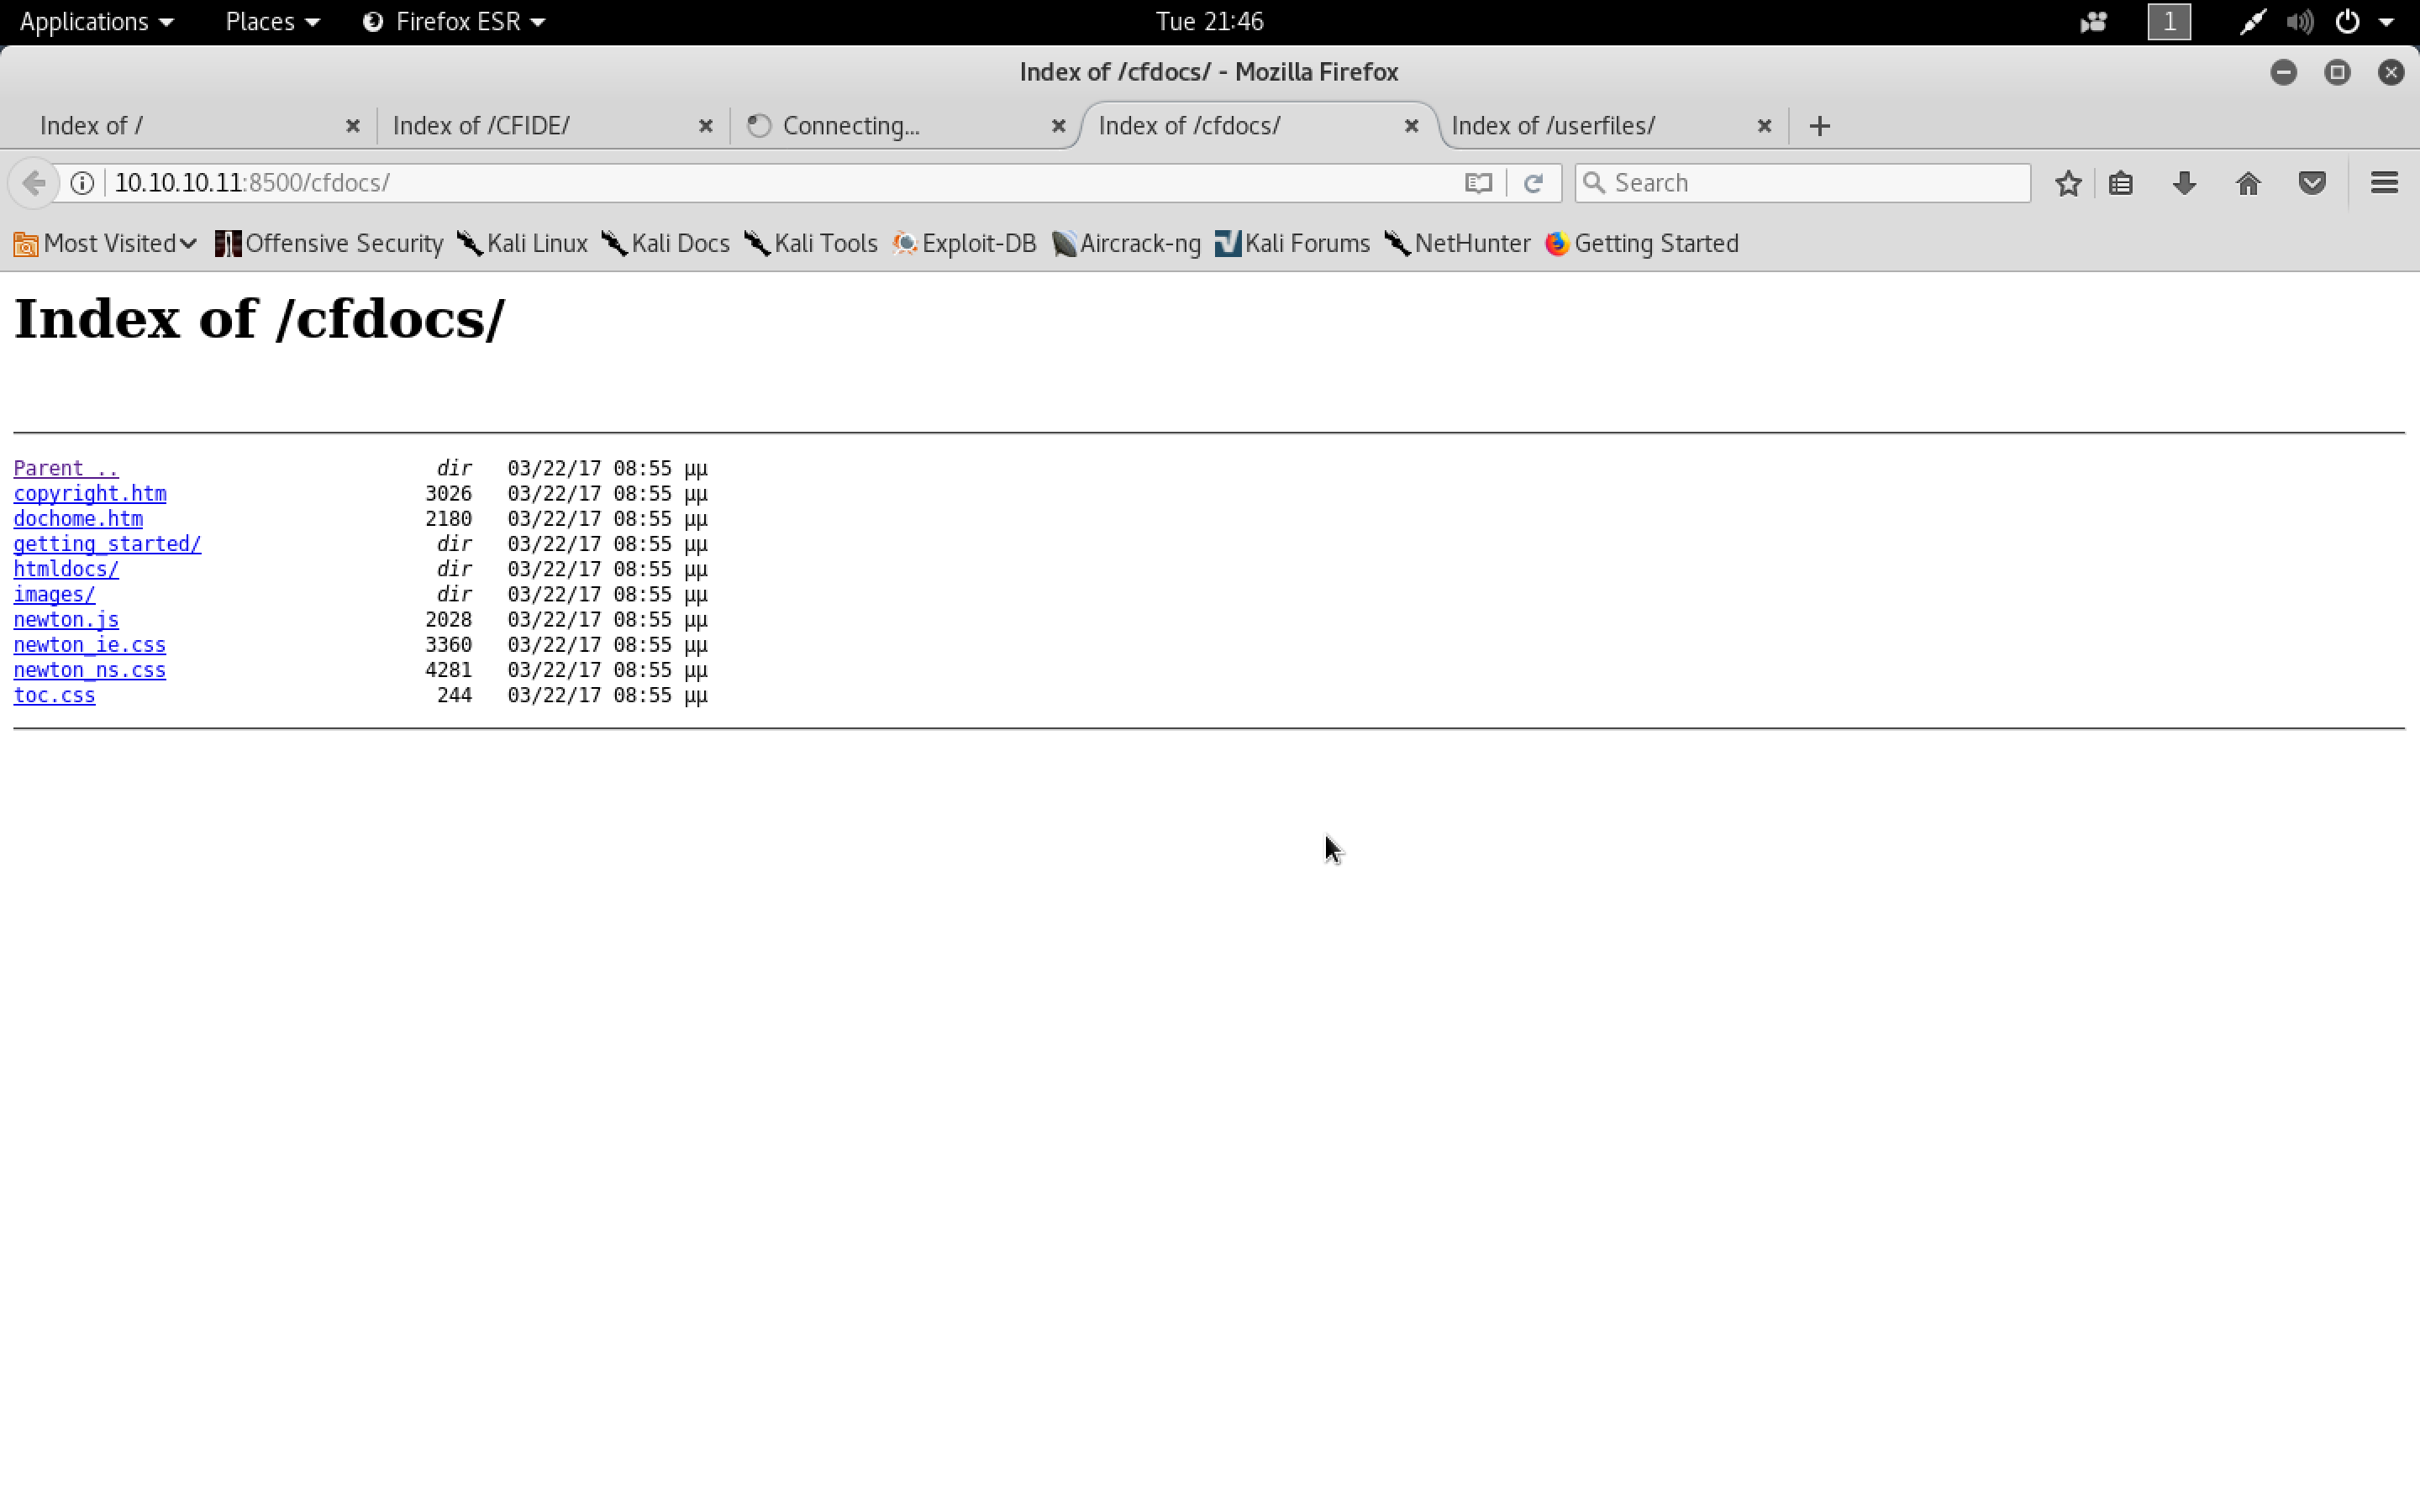 Applications Places Firefox ESR Tue 21:46 1
Index of /cfdocs/ - Mozilla Firefox
Index of / Index of /CFIDE/ Connecting... Index of /cfdocs/ Index of /userfiles/
10.10.10.11:8500/cfdocs/ Search
Most Visited Offensive Security Kali Linux Kali Docs Kali Tools Exploit-DB Aircrack-ng Kali Forums NetHunter Getting Started
Index of /cfdocs/
Parent .. dir 03/22/17 08:55 μμ
copyright.htm 3026 03/22/17 08:55 μμ
dochome.htm 2180 03/22/17 08:55 μμ
getting_started/ dir 03/22/17 08:55 μμ
htmldocs/ dir 03/22/17 08:55 μμ
images/ dir 03/22/17 08:55 μμ
newton.js 2028 03/22/17 08:55 μμ
newton_ie.css 3360 03/22/17 08:55 μμ
newton_ns.css 4281 03/22/17 08:55 μμ
toc.css 244 03/22/17 08:55 μμ